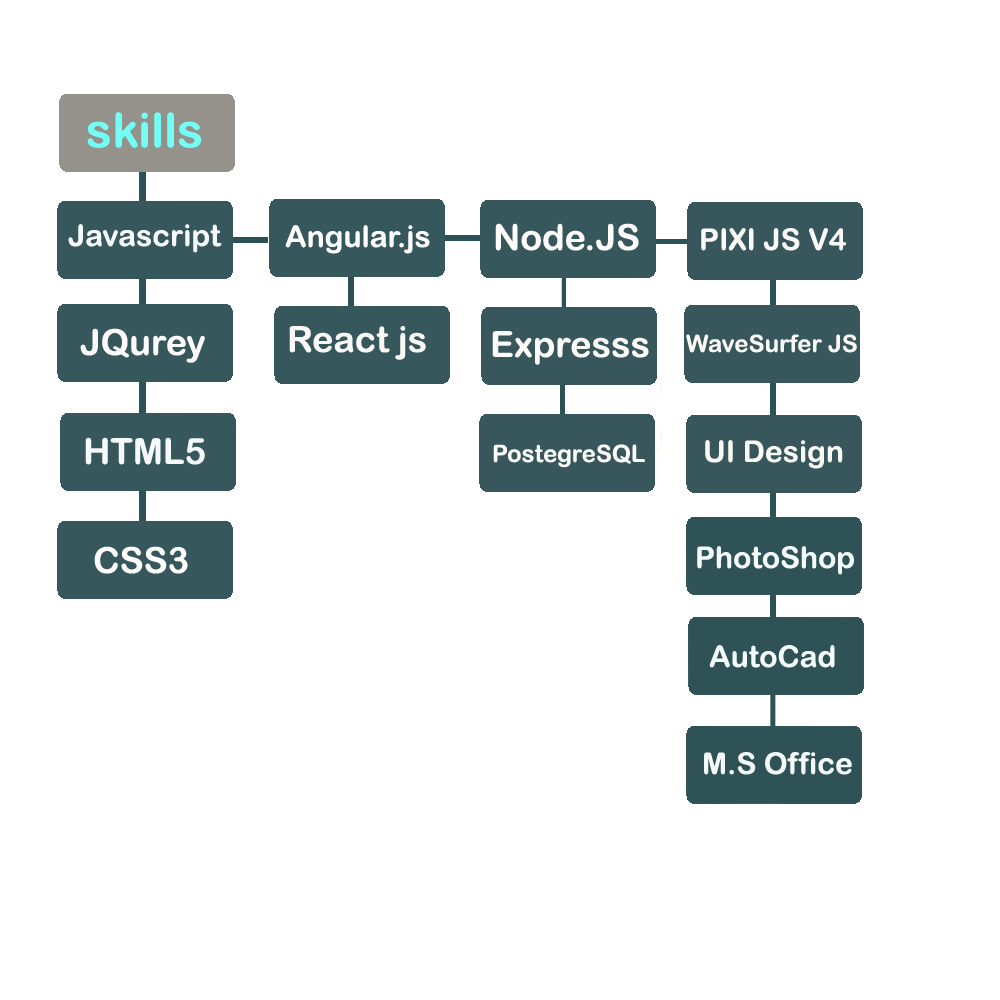 skills
Javascript
Angular.js
Node.JS
PIXI JS V4
JQurey
React js
Expresss
WaveSurfer JS
HTML5
PostegreSQL
UI Design
CSS3
PhotoShop
AutoCad
M.S Office